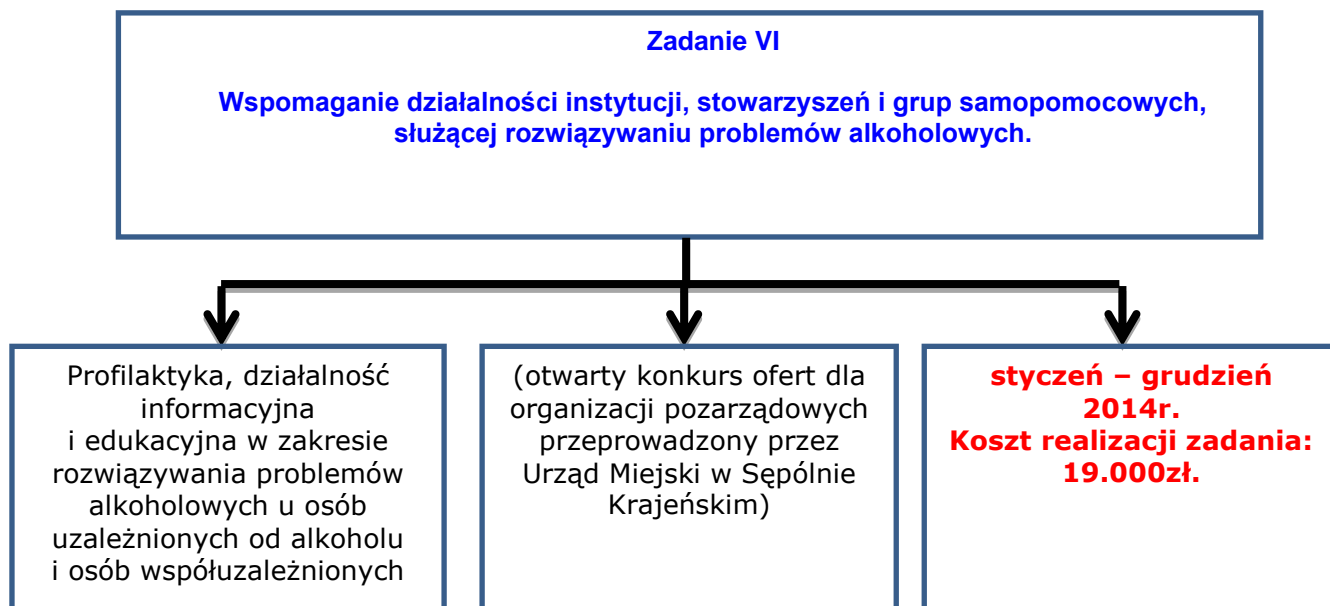 Zadanie VI
Wspomaganie działalności instytucji, stowarzyszeń i grup samopomocowych,
służącej rozwiązywaniu problemów alkoholowych.
Profilaktyka, działalność
informacyjna
i edukacyjna w zakresie
rozwiązywania problemów
alkoholowych u osób
uzależnionych od alkoholu
i osób współuzależnionych
(otwarty konkurs ofert dla
organizacji pozarządowych
przeprowadzony przez
Urząd Miejski w Sępólnie
Krajeńskim)
styczeń – grudzień
2014r.
Koszt realizacji zadania:
19.000zł.